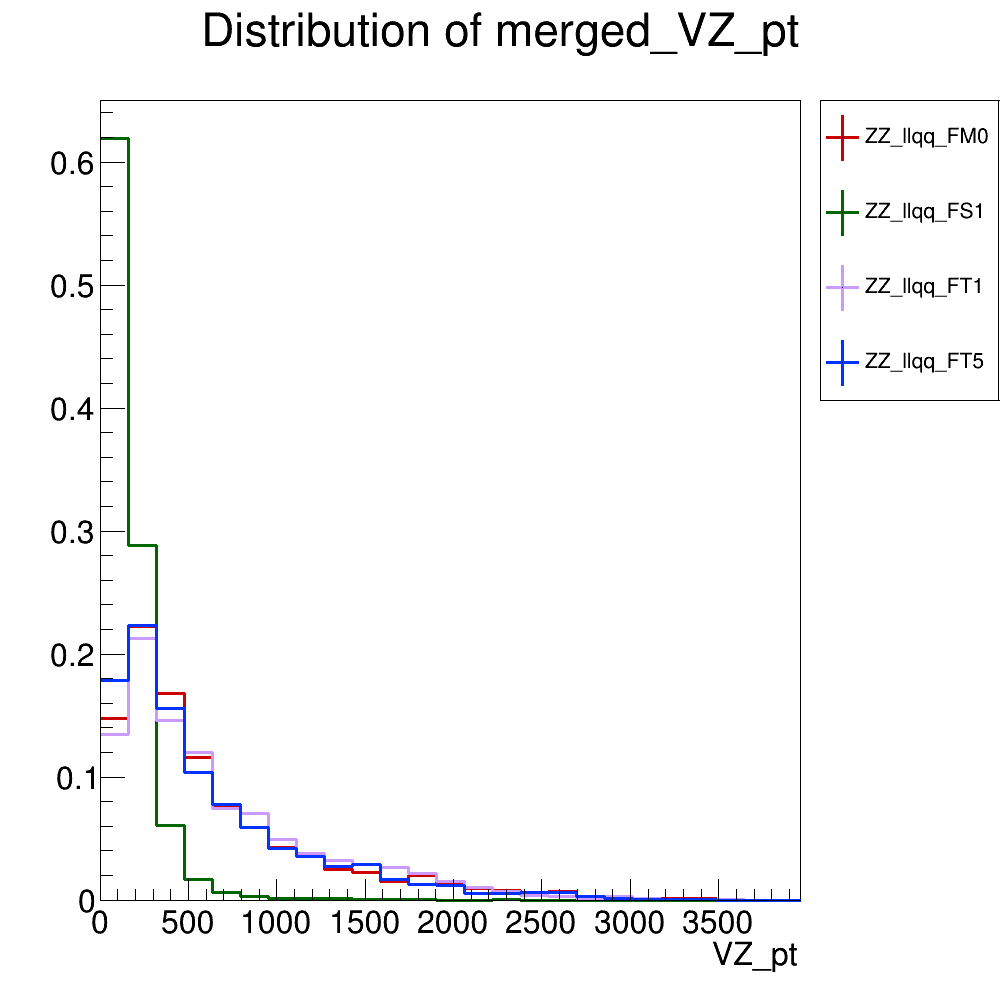 Distribution of merged_VZ_pt
ZZ_llqq_FM0
ZZ_llqq_FS1
ZZ_llqq_FT1
ZZ_llqq_FT5
0.6
0.5
0.4
0.3
0.2
0.1
0
0 500 1000 1500 2000 2500 3000 3500
VZ_pt